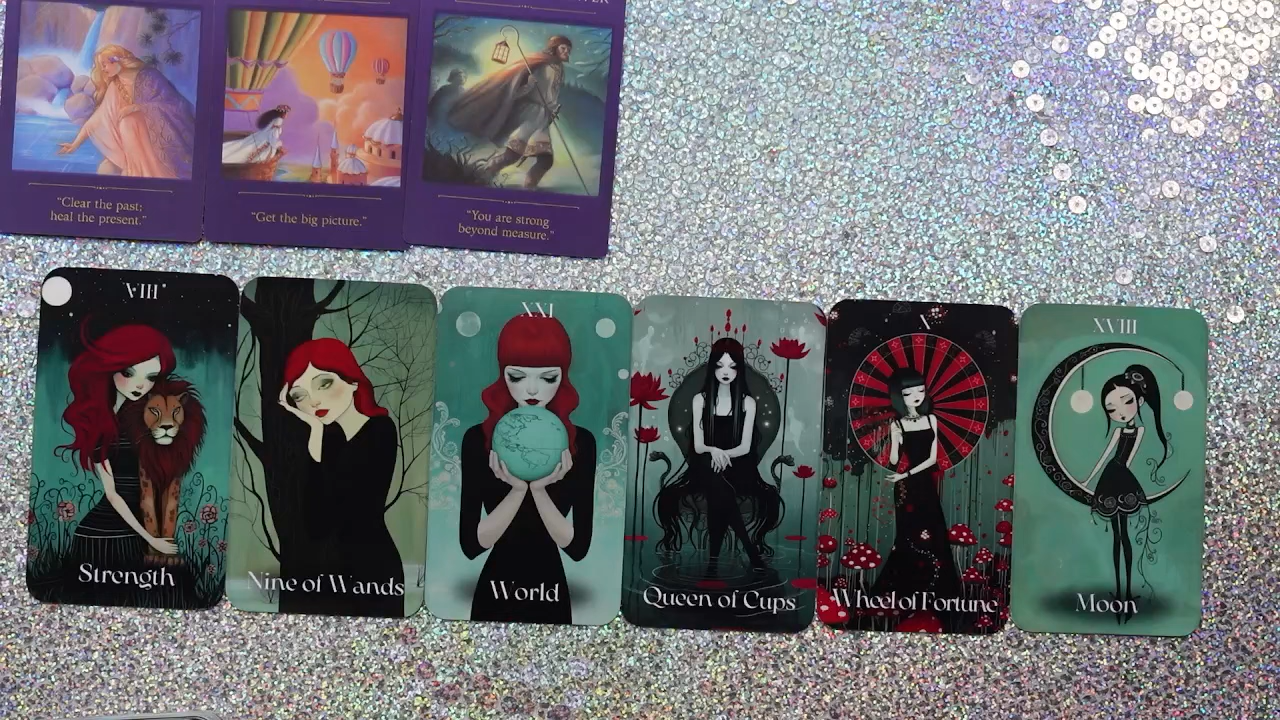 "Clear the past;
heal the present."
"Get the big picture."
"You are strong
beyond measure."
VIII
XXI
X
XVIII
Strength
Nine of Wands
World
Queen of Cups
Wheel of Fortune
Moon